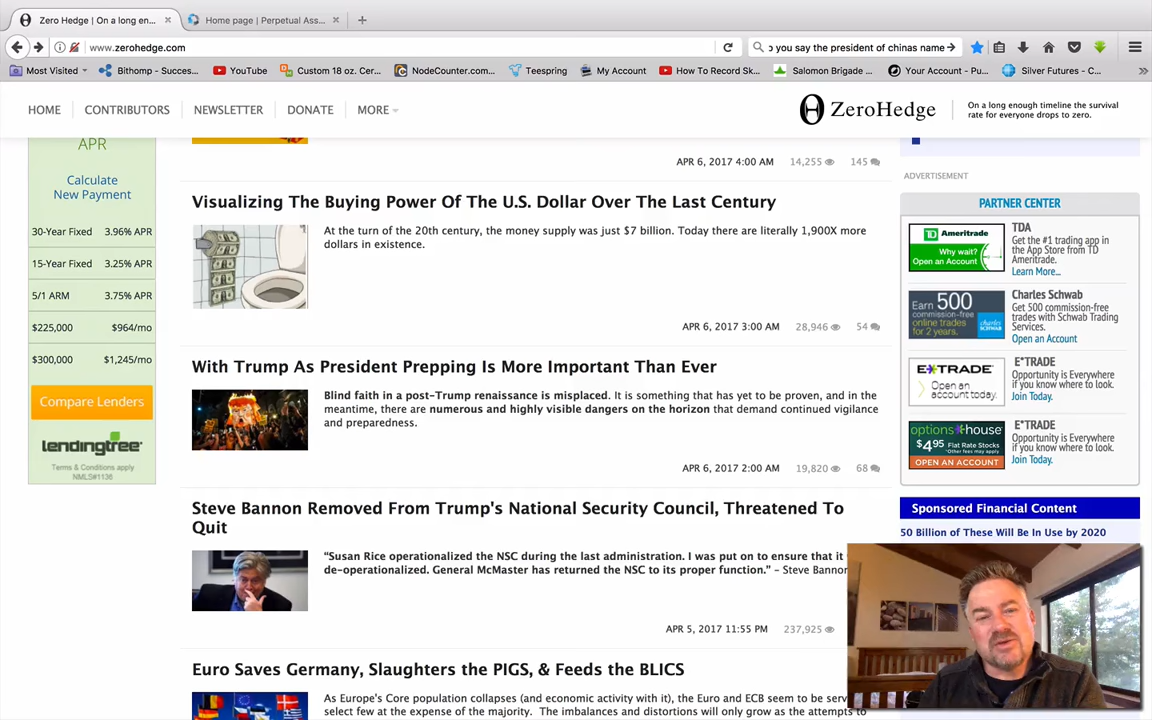 Zero Hedge | On a long en...
Home page | Perpetual Ass...
www.zerohedge.com
you say the president of chinas name
Most Visited
Bithomp - Succes...
YouTube
Custom 18 oz. Cer...
NodeCounter.com...
Teespring
My Account
How To Record Sk...
Salomon Brigade ...
Your Account - Pu...
Silver Futures - C...
HOME
CONTRIBUTORS
NEWSLETTER
DONATE
MORE
ZeroHedge
On a long enough timeline the survival
rate for everyone drops to zero.
APR
Calculate
New Payment
30-Year Fixed 3.96% APR
15-Year Fixed 3.25% APR
5/1 ARM 3.75% APR
$225,000 $964/mo
$300,000 $1,245/mo
Compare Lenders
lendingtree
Terms & Conditions apply
NMLS#1136
APR 6, 2017 4:00 AM 14,255 145
Visualizing The Buying Power Of The U.S. Dollar Over The Last Century
At the turn of the 20th century, the money supply was just $7 billion. Today there are literally 1,900X more
dollars in existence.
APR 6, 2017 3:00 AM 28,946 54
With Trump As President Prepping Is More Important Than Ever
Blind faith in a post-Trump renaissance is misplaced. It is something that has yet to be proven, and in the
meantime, there are numerous and highly visible dangers on the horizon that demand continued vigilance
and preparedness.
APR 6, 2017 2:00 AM 19,820 68
Steve Bannon Removed From Trump's National Security Council, Threatened To
Quit
“Susan Rice operationalized the NSC during the last administration. I was put on to ensure that it
de-operationalized. General McMaster has returned the NSC to its proper function.” – Steve Bannon
APR 5, 2017 11:55 PM 237,925
Euro Saves Germany, Slaughters the PIGS, & Feeds the BLICS
As Europe's Core population collapses (and economic activity with it), the Euro and ECB seem to be
select few at the expense of the majority. The imbalances and distortions will only grow as the attempts to
ADVERTISEMENT
PARTNER CENTER
TD Ameritrade
Why wait?
Open an Account
TDA
Get the #1 trading app in
the App Store from TD
Ameritrade.
Learn More...
Earn 500
commission-free
online trades
for 2 years.
charles
SCHWAB
Charles Schwab
Get 500 commission-free
trades with Schwab Trading
Services.
Open an Account
E*TRADE
Open an
account today.
E*TRADE
Opportunity is Everywhere
if you know where to look.
Join Today.
optionshouse
$4.95 Flat Rate Stocks
*Other fees may apply
OPEN AN ACCOUNT
E*TRADE
Opportunity is Everywhere
if you know where to look.
Join Today.
Sponsored Financial Content
50 Billion of These Will Be In Use by 2020